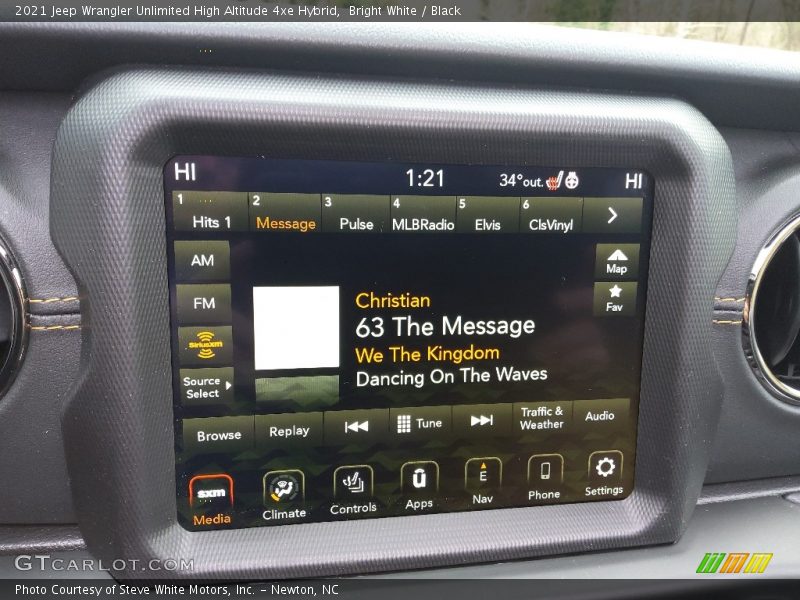 2021 Jeep Wrangler Unlimited High Altitude 4xe Hybrid, Bright White / Black
HI 1:21 34°out. HI
1 Hits 1 2 Message 3 Pulse 4 MLBRadio 5 Elvis 6 ClsVinyl
AM
Map
FM
Fav
SiriusXM
Source Select
Christian
63 The Message
We The Kingdom
Dancing On The Waves
Browse Replay Tune Traffic & Weather Audio
sxm
E
Media Climate Controls Apps Nav Phone Settings
GTCARLOT.COM
Photo Courtesy of Steve White Motors, Inc. - Newton, NC